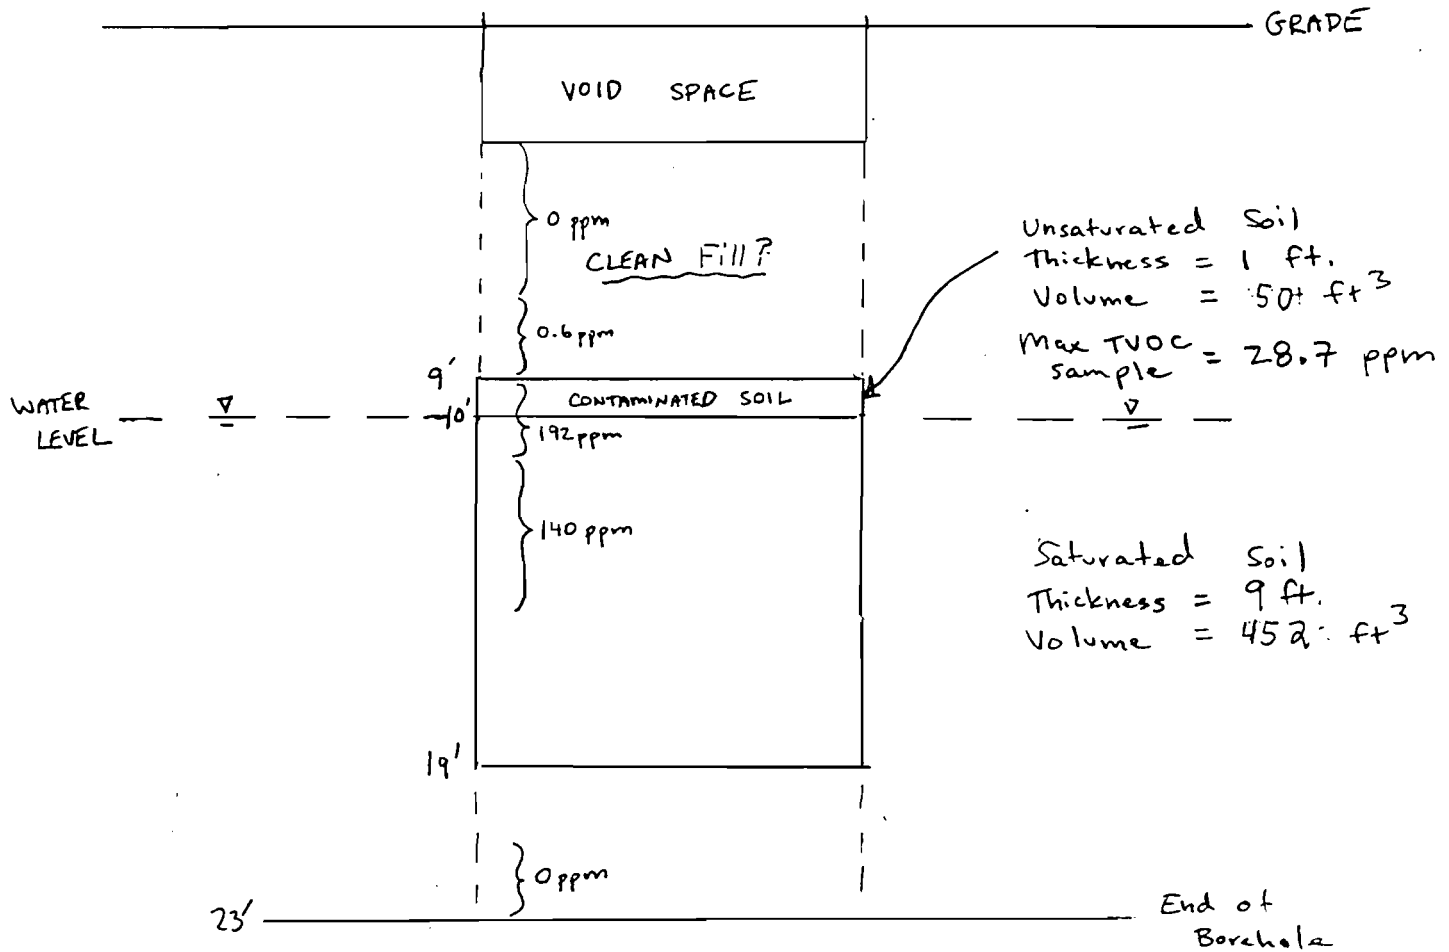 GRADE
VOID SPACE
0 ppm
CLEAN Fill?
0.6 ppm
Unsaturated Soil
Thickness = 1 ft.
Volume = 50+ ft³
Max TVOC sample = 28.7 ppm
9'
CONTAMINATED SOIL
WATER
LEVEL
10'
192 ppm
140 ppm
Saturated Soil
Thickness = 9 ft.
Volume = 452 ft³
19'
0 ppm
23'
End of
Borehole